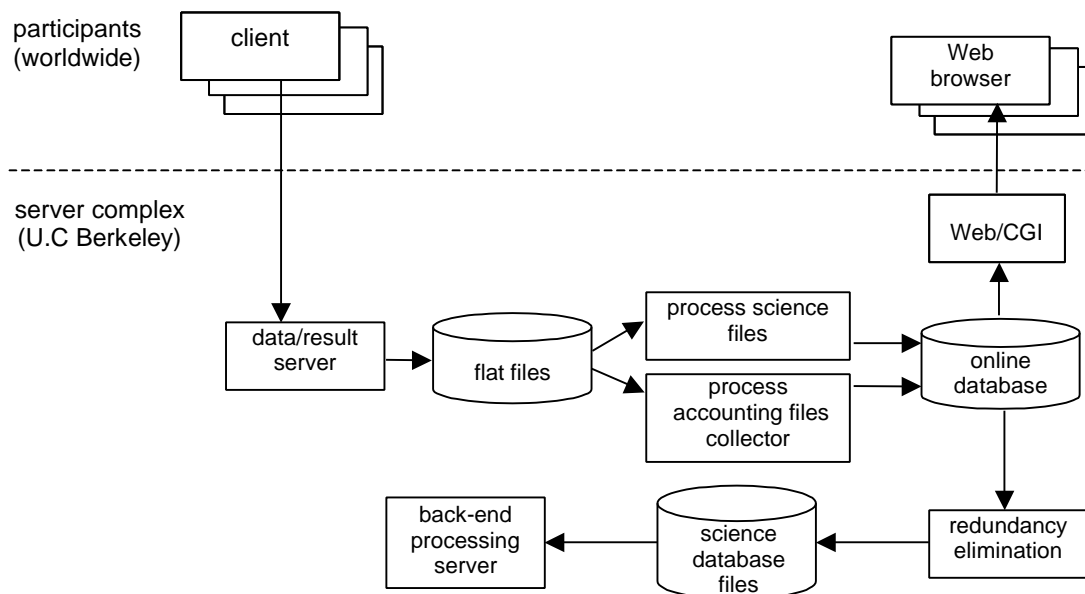 participants
(worldwide)
client
Web
browser
server complex
(U.C Berkeley)
Web/CGI
data/result
server
flat files
process science
files
process
accounting files
collector
online
database
back-end
processing
server
science
database
files
redundancy
elimination